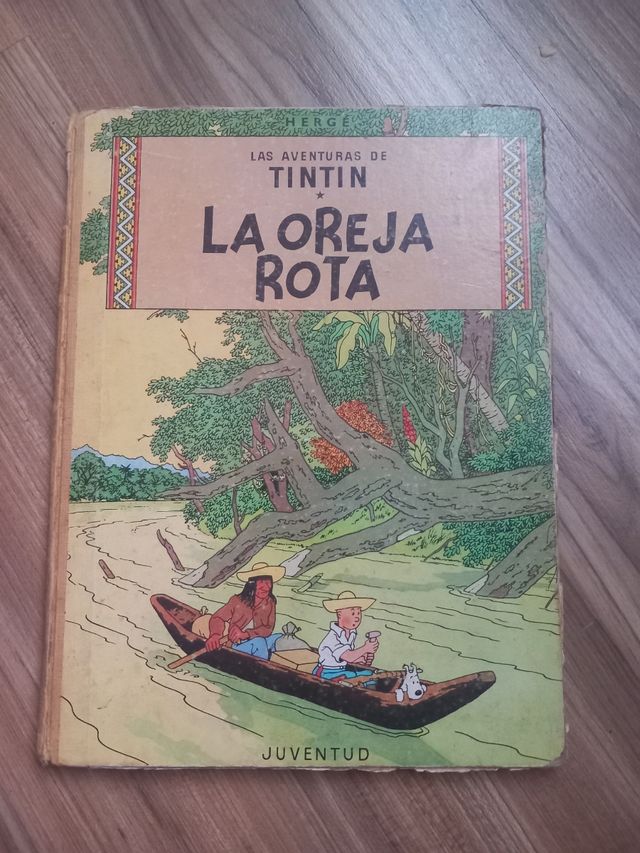 HERGÉ
LAS AVENTURAS DE
TINTIN
LA OREJA
ROTA
JUVENTUD